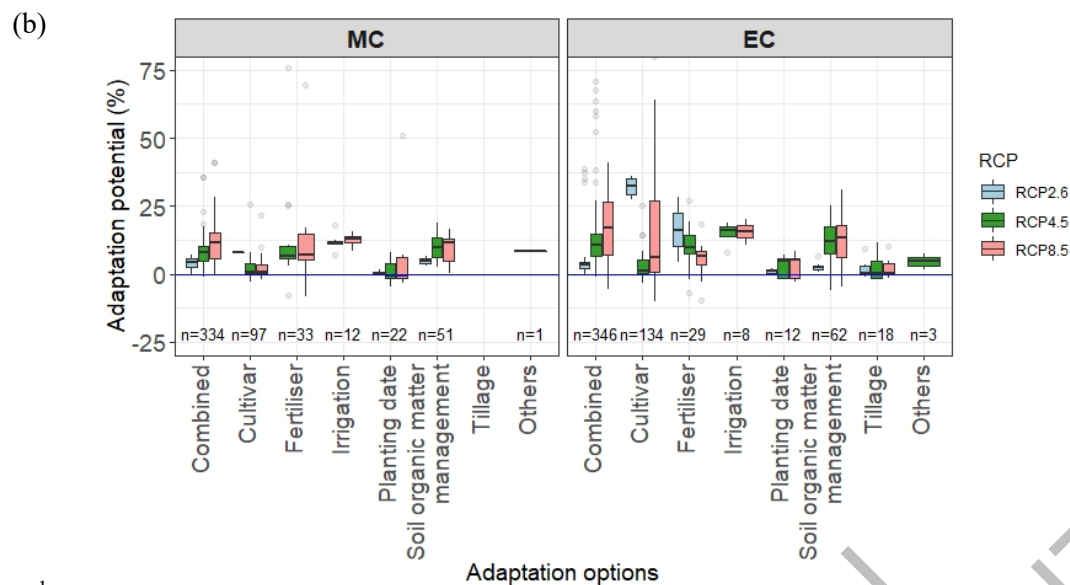 (b)
MC
EC
Adaptation potential (%)
75
50
25
0
-25
n=334 n=97 n=33 n=12 n=22 n=51 n=1
n=346 n=134 n=29 n=8 n=12 n=62 n=18 n=3
Combined
Cultivar
Fertiliser
Irrigation
Planting date
Soil organic matter
management
Tillage
Others
Combined
Cultivar
Fertiliser
Irrigation
Planting date
Soil organic matter
management
Tillage
Others
Adaptation options
RCP
RCP2.6
RCP4.5
RCP8.5